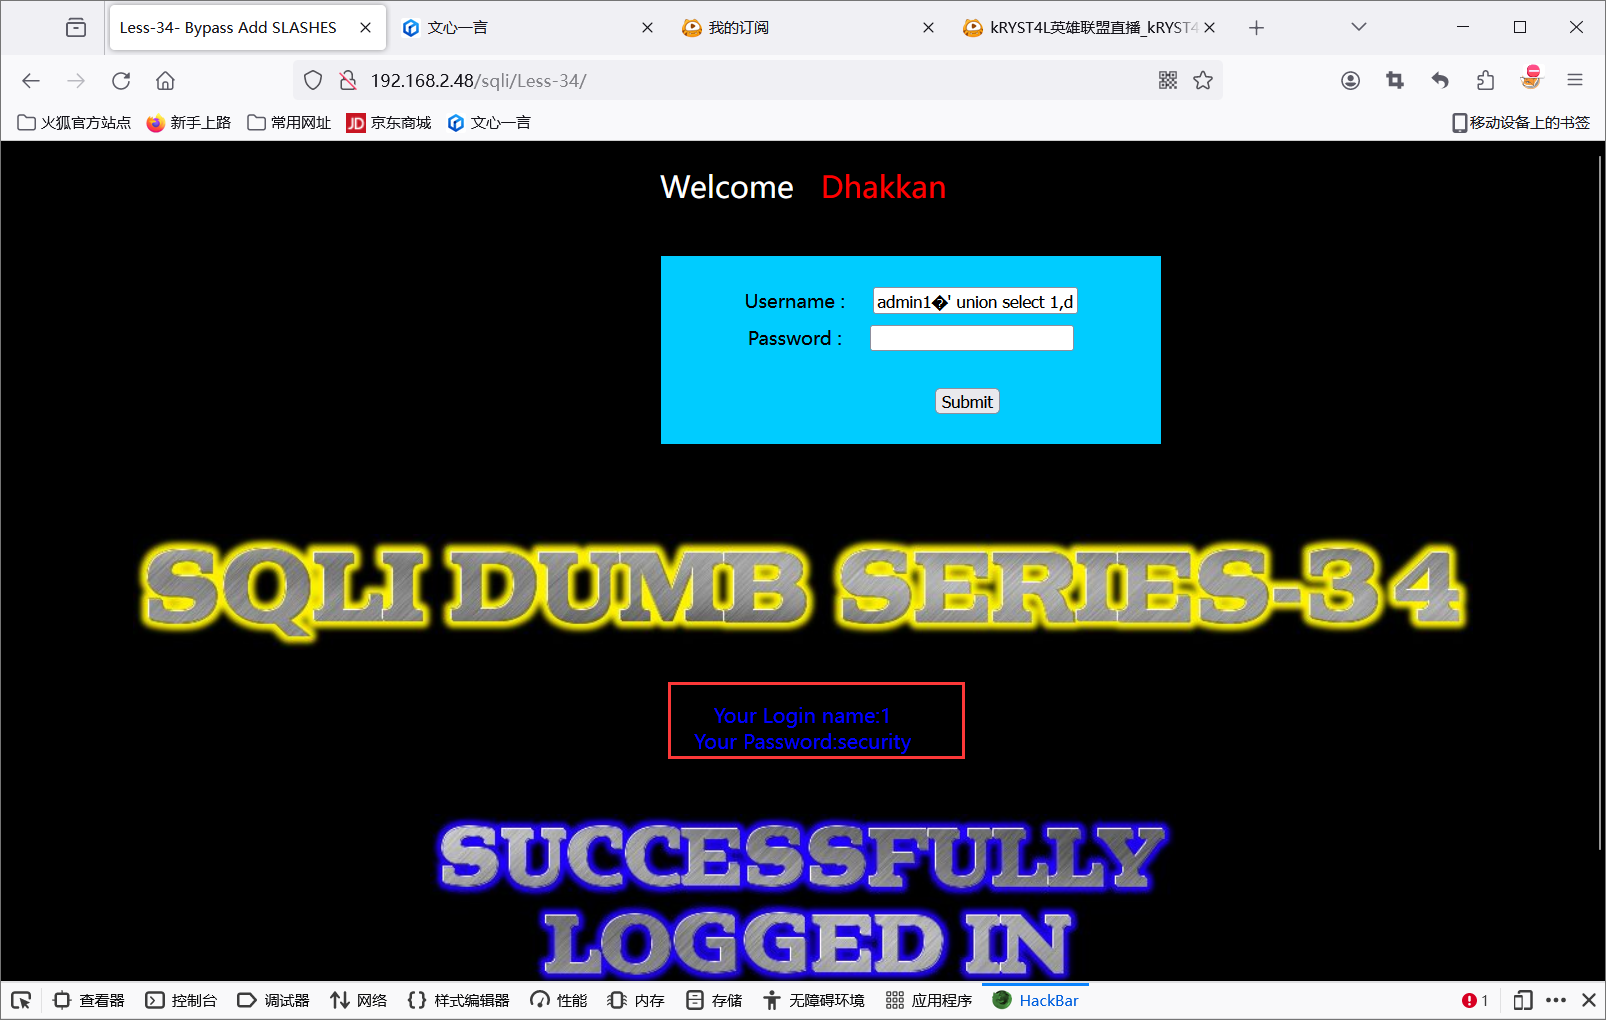 Less-34- Bypass Add SLASHES
文心一言
我的订阅
kRYST4L英雄联盟直播_kRYST4
192.168.2.48/sqli/Less-34/
火狐官方站点
新手上路
常用网址
JD 京东商城
文心一言
移动设备上的书签
Welcome Dhakkan
Username : admin1�' union select 1,d
Password :
Submit
SQLI DUMB SERIES-34
Your Login name:1
Your Password:security
SUCCESSFULLY
LOGGED IN
查看器
控制台
调试器
网络
样式编辑器
性能
内存
存储
无障碍环境
应用程序
HackBar
1